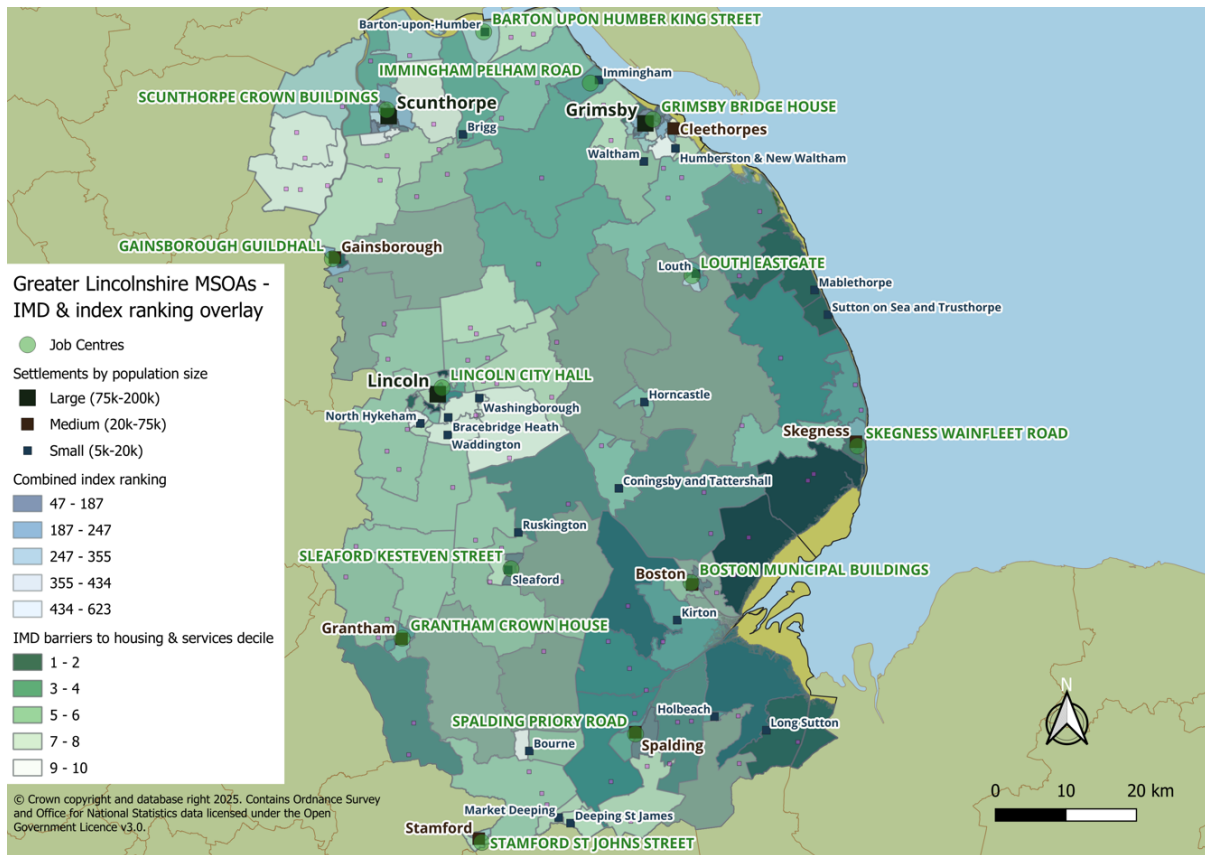 Barton-upon-Humber
BARTON UPON HUMBER KING STREET
IMMINGHAM PELHAM ROAD
Immingham
SCUNTHORPE CROWN BUILDINGS
Scunthorpe
Grimsby
GRIMSBY BRIDGE HOUSE
Cleethorpes
Brigg
Waltham
Humberston & New Waltham
GAINSBOROUGH GUILDHALL
Gainsborough
Louth
LOUTH EASTGATE
Mablethorpe
Sutton on Sea and Trusthorpe
Greater Lincolnshire MSOAs -
IMD & index ranking overlay
Job Centres
Settlements by population size
Large (75k-200k)
Medium (20k-75k)
Small (5k-20k)
Combined index ranking
47 - 187
187 - 247
247 - 355
355 - 434
434 - 623
IMD barriers to housing & services decile
1 - 2
3 - 4
5 - 6
7 - 8
9 - 10
Lincoln
LINCOLN CITY HALL
Washingborough
North Hykeham
Bracebridge Heath
Waddington
Horncastle
Skegness
SKEGNESS WAINFLEET ROAD
Coningsby and Tattershall
Ruskington
SLEAFORD KESTEVEN STREET
Sleaford
Boston
BOSTON MUNICIPAL BUILDINGS
Kirton
Grantham
GRANTHAM CROWN HOUSE
Holbeach
SPALDING PRIORY ROAD
Long Sutton
Spalding
Bourne
Market Deeping
Deeping St James
Stamford
STAMFORD ST JOHNS STREET
N
0 10 20 km
© Crown copyright and database right 2025. Contains Ordnance Survey
and Office for National Statistics data licensed under the Open
Government Licence v3.0.